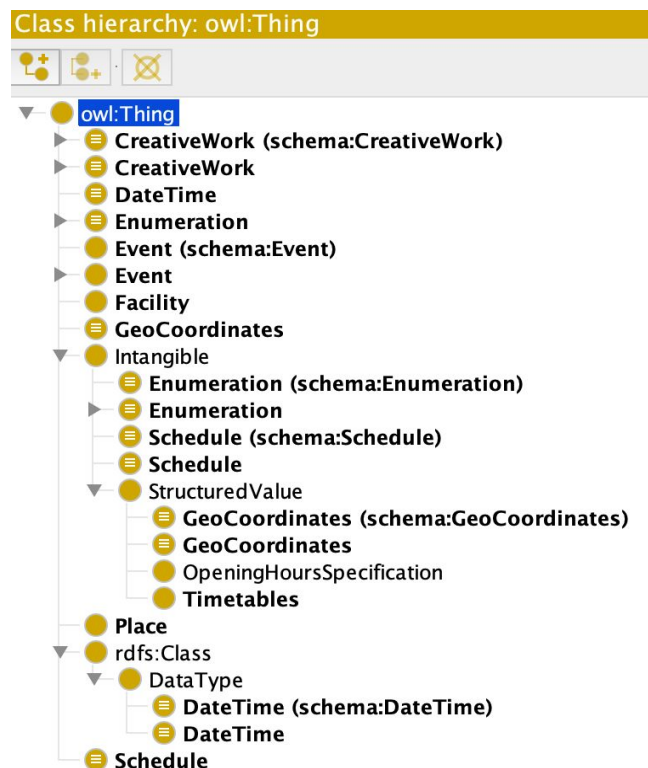 Class hierarchy: owl:Thing
owl:Thing
CreativeWork (schema:CreativeWork)
CreativeWork
DateTime
Enumeration
Event (schema:Event)
Event
Facility
GeoCoordinates
Intangible
Enumeration (schema:Enumeration)
Enumeration
Schedule (schema:Schedule)
Schedule
StructuredValue
GeoCoordinates (schema:GeoCoordinates)
GeoCoordinates
OpeningHoursSpecification
Timetables
Place
rdfs:Class
DataType
DateTime (schema:DateTime)
DateTime
Schedule